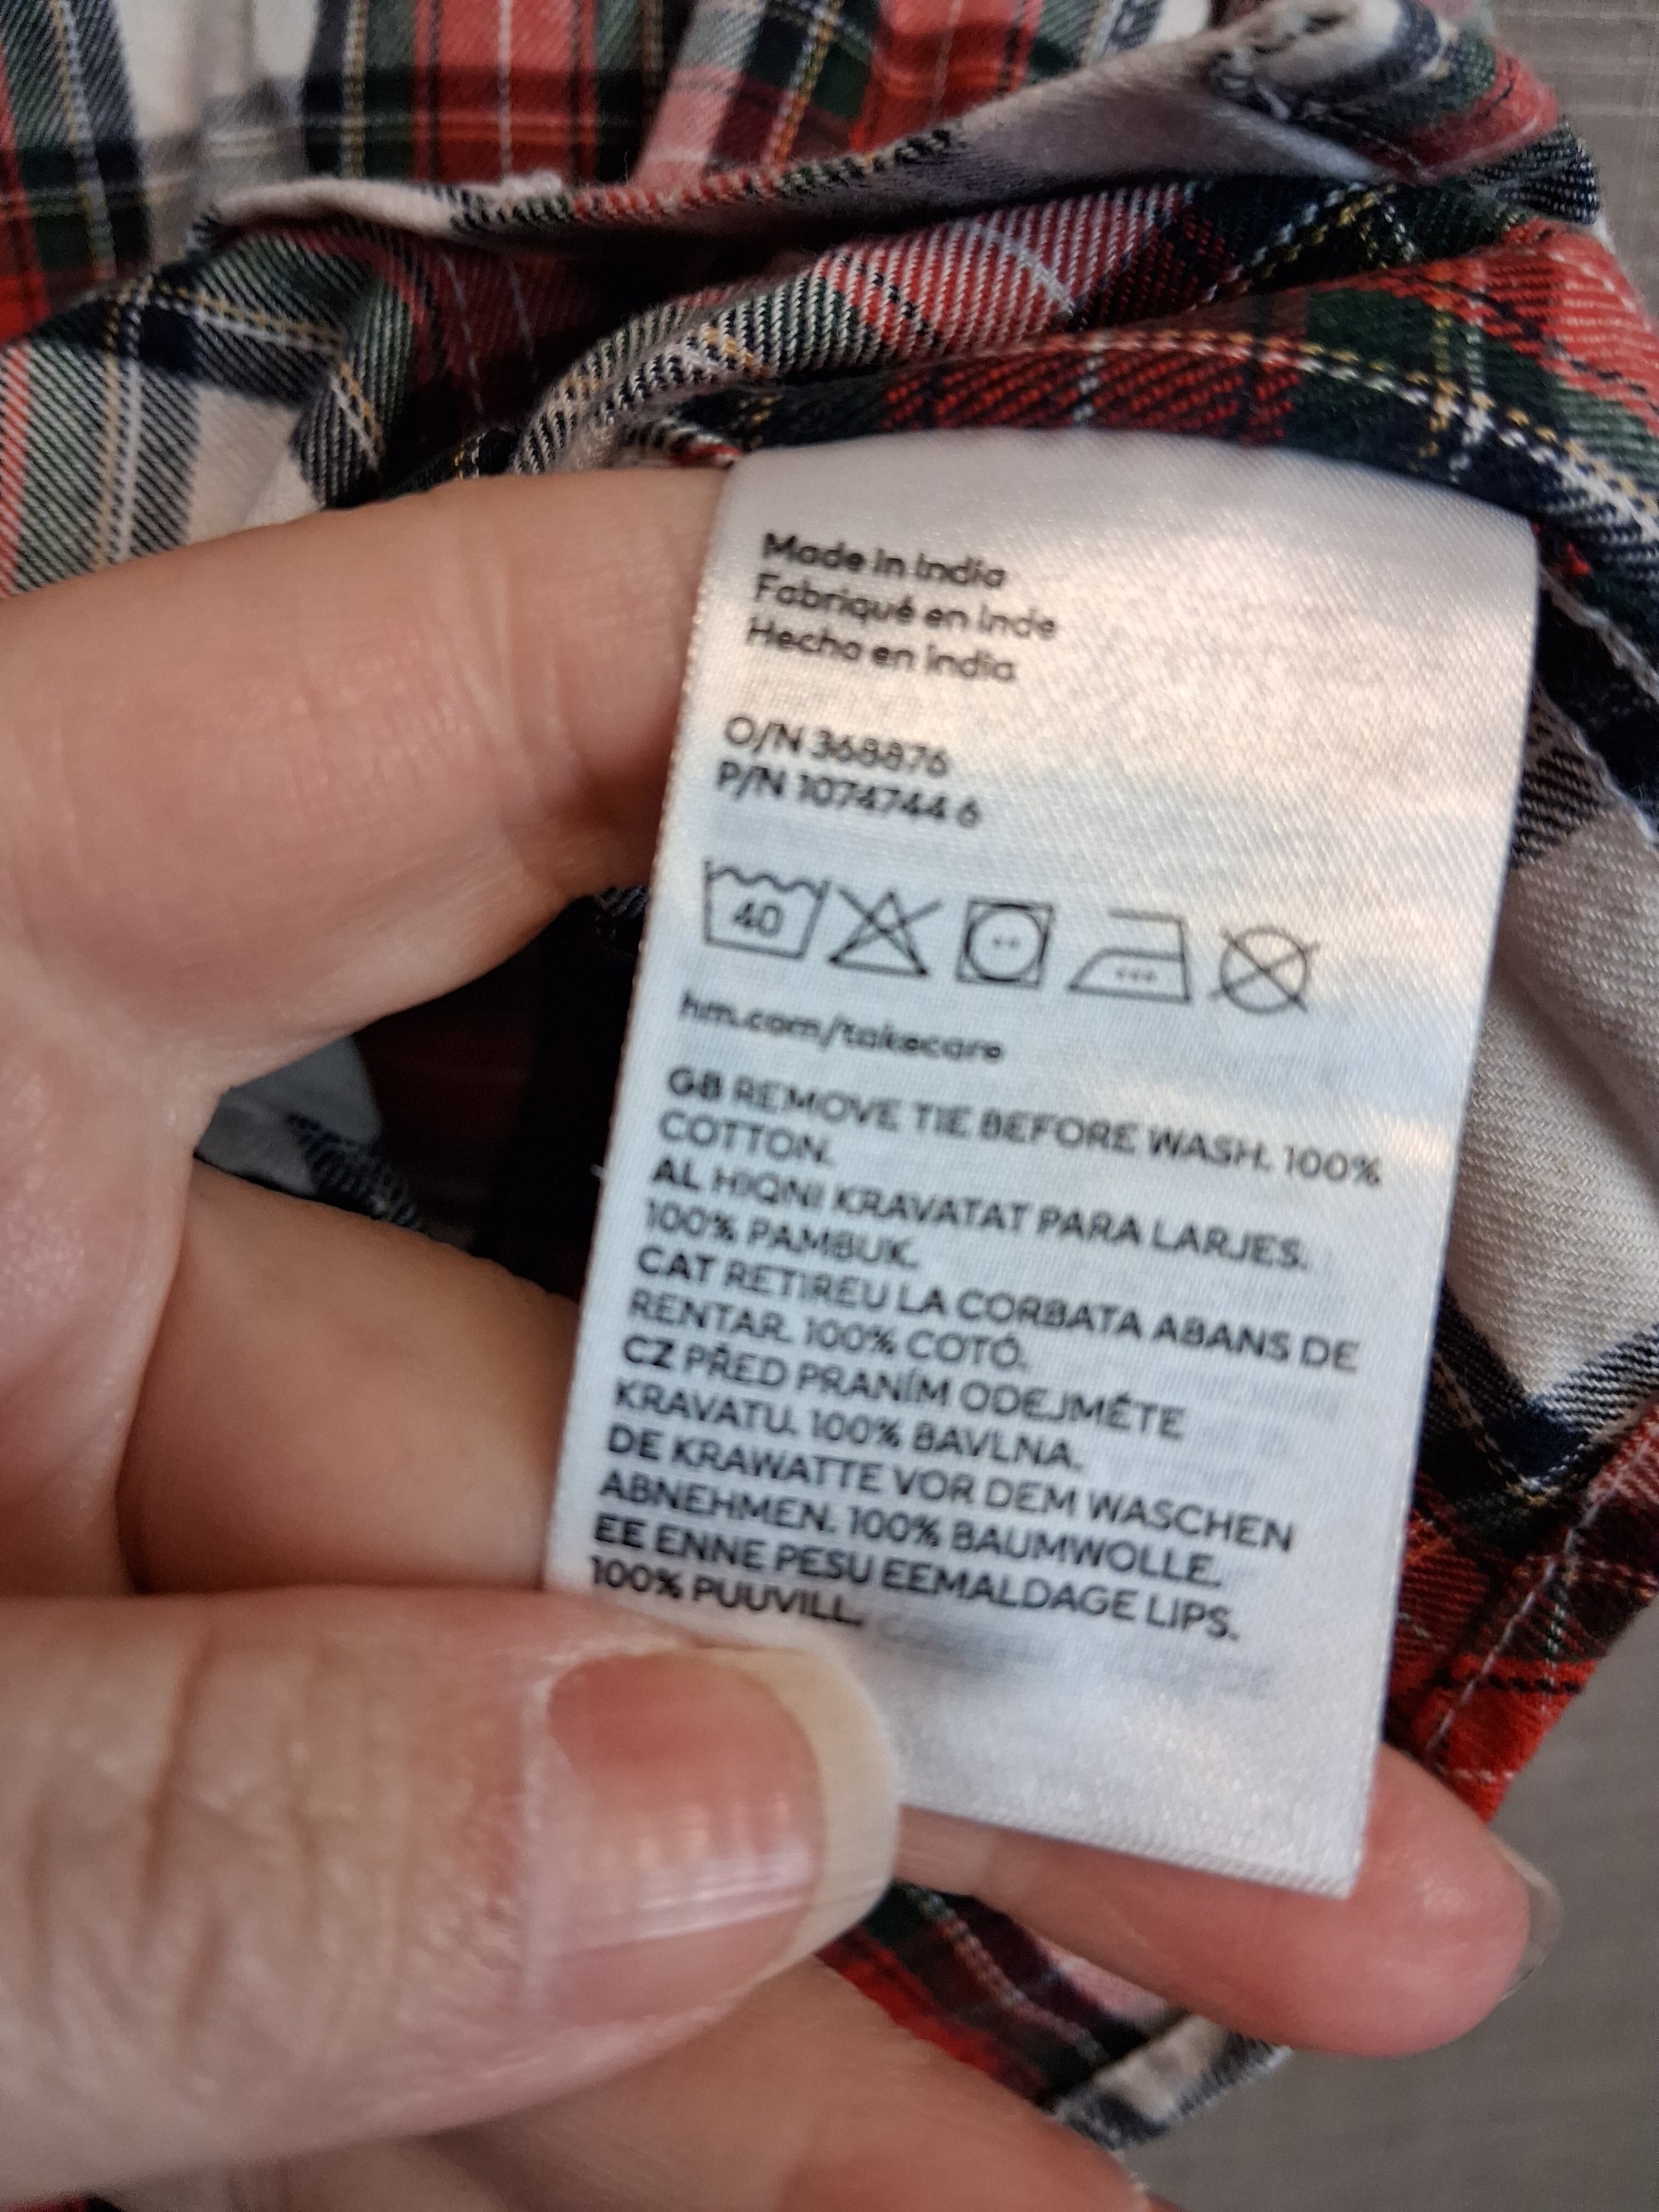 Made in India
Fabriqué en Inde
Hecho en India
O/N 368876
P/N 1074744 6
40
hm.com/takecare
GB REMOVE TIE BEFORE WASH. 100%
COTTON.
AL HIQNI KRAVATAT PARA LARJES.
100% PAMBUK.
CAT RETIREU LA CORBATA ABANS DE
RENTAR. 100% COTÓ.
CZ PŘED PRANÍM ODEJMĚTE
KRAVATU. 100% BAVLNA.
DE KRAWATTE VOR DEM WASCHEN
ABNEHMEN. 100% BAUMWOLLE.
EE ENNE PESU EEMALDAGE LIPS.
100% PUUVILL.